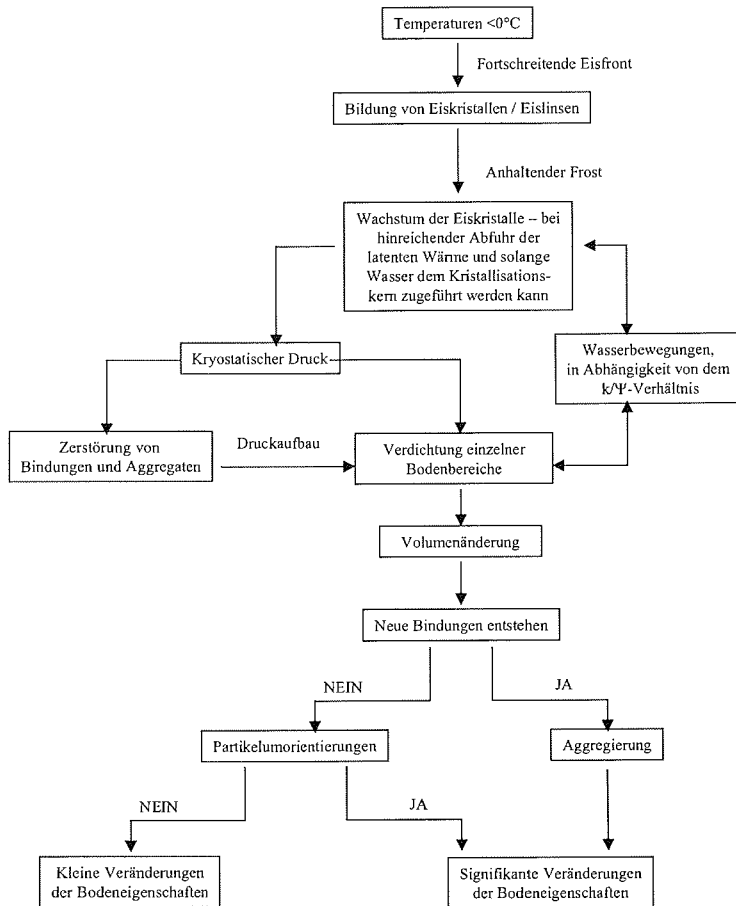 Temperaturen <0°C
Fortschreitende Eisfront
Bildung von Eiskristallen / Eislinsen
Anhaltender Frost
Wachstum der Eiskristalle – bei
hinreichender Abfuhr der
latenten Wärme und solange
Wasser dem Kristallisations-
kern zugeführt werden kann
Kryostatischer Druck
Wasserbewegungen,
in Abhängigkeit von dem
k/Ψ-Verhältnis
Zerstörung von
Bindungen und Aggregaten
Druckaufbau
Verdichtung einzelner
Bodenbereiche
Volumenänderung
Neue Bindungen entstehen
NEIN
JA
Partikelumorientierungen
Aggregierung
NEIN
JA
Kleine Veränderungen
der Bodeneigenschaften
Signifikante Veränderungen
der Bodeneigenschaften